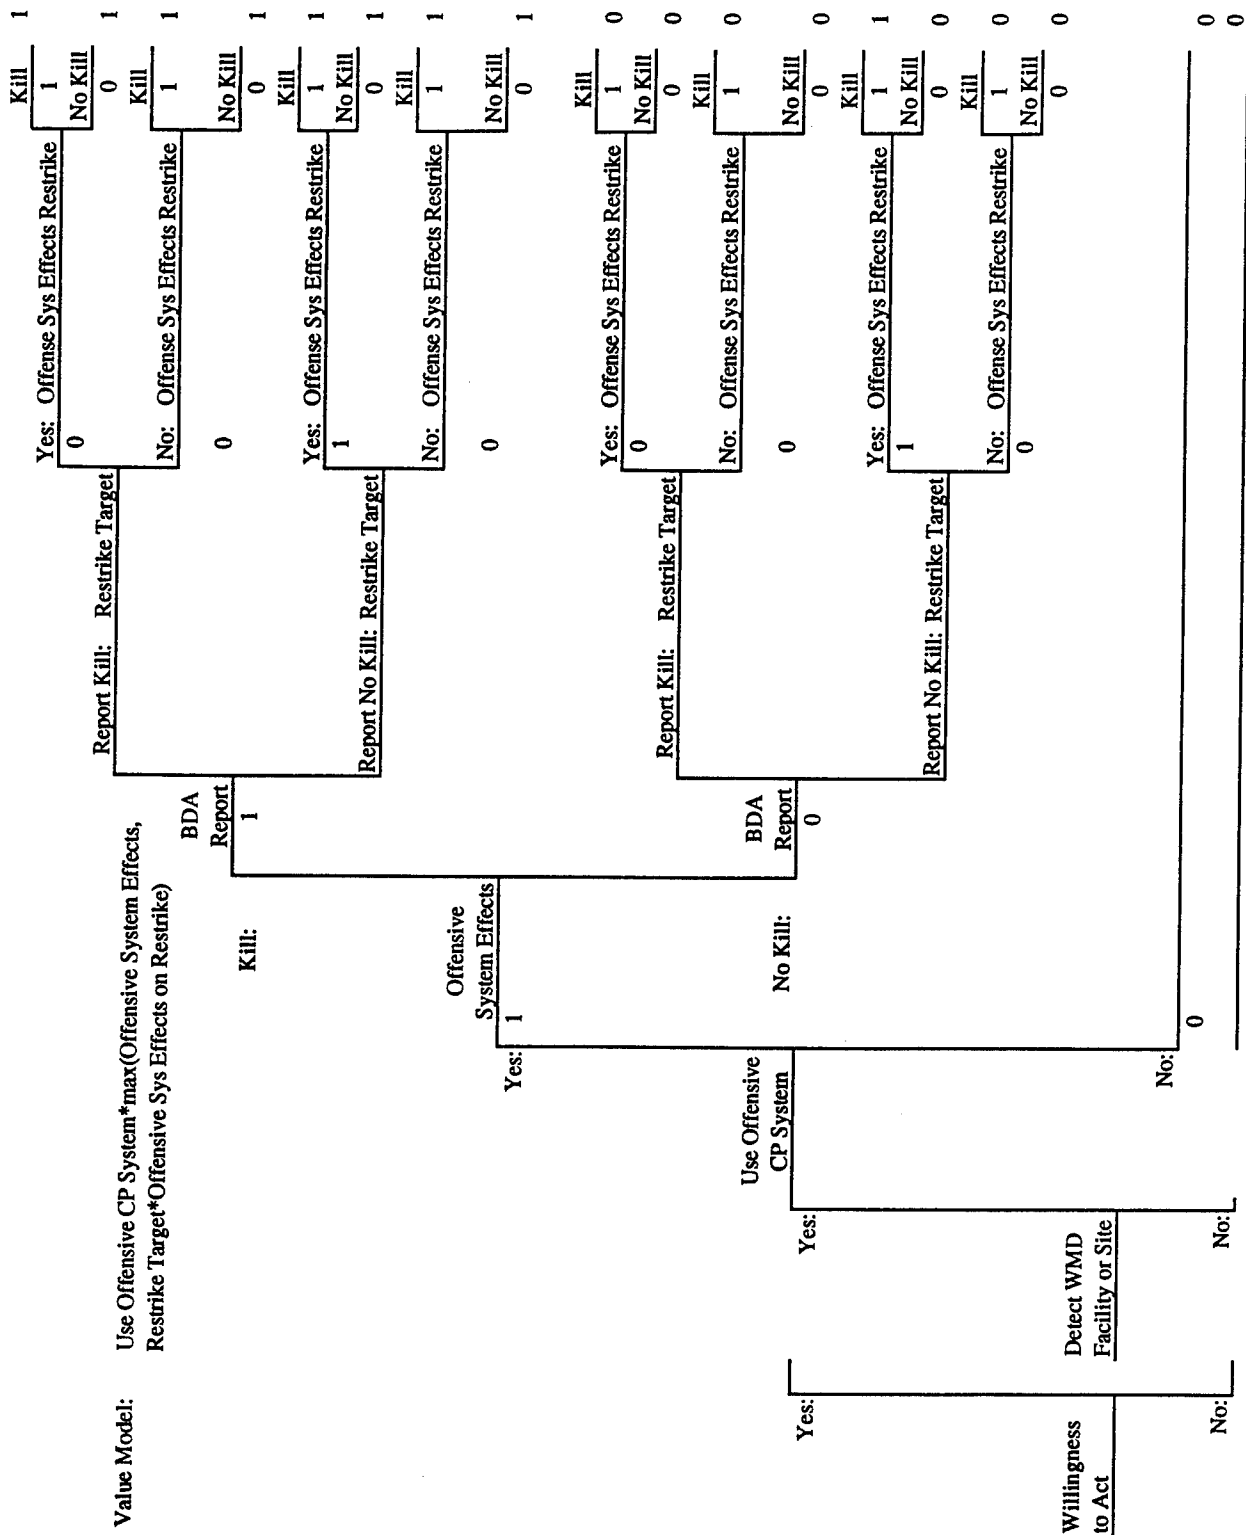 Value Model: Use Offensive CP System*max(Offensive System Effects,
Restrike Target*Offensive Sys Effects on Restrike)
Willingness
to Act
Yes:
No:
Detect WMD
Facility or Site
Yes:
No:
Use Offensive
CP System
Yes:
1
No:
0
Offensive
System Effects
Kill:
No Kill:
BDA
Report
1
BDA
Report
0
Report Kill: Restrike Target
Report No Kill: Restrike Target
Report Kill: Restrike Target
Report No Kill: Restrike Target
Yes: Offense Sys Effects Restrike
0
No: Offense Sys Effects Restrike
0
Yes: Offense Sys Effects Restrike
1
No: Offense Sys Effects Restrike
0
Yes: Offense Sys Effects Restrike
0
No: Offense Sys Effects Restrike
0
Yes: Offense Sys Effects Restrike
1
No: Offense Sys Effects Restrike
0
Kill 1
1
No Kill 1
0
Kill 1
1
No Kill 1
0
Kill 1
1
No Kill 1
0
Kill 1
1
No Kill 1
0
Kill 0
1
No Kill 0
0
Kill 0
1
No Kill 0
0
Kill 1
1
No Kill 0
0
Kill 0
1
No Kill 0
0
0
0